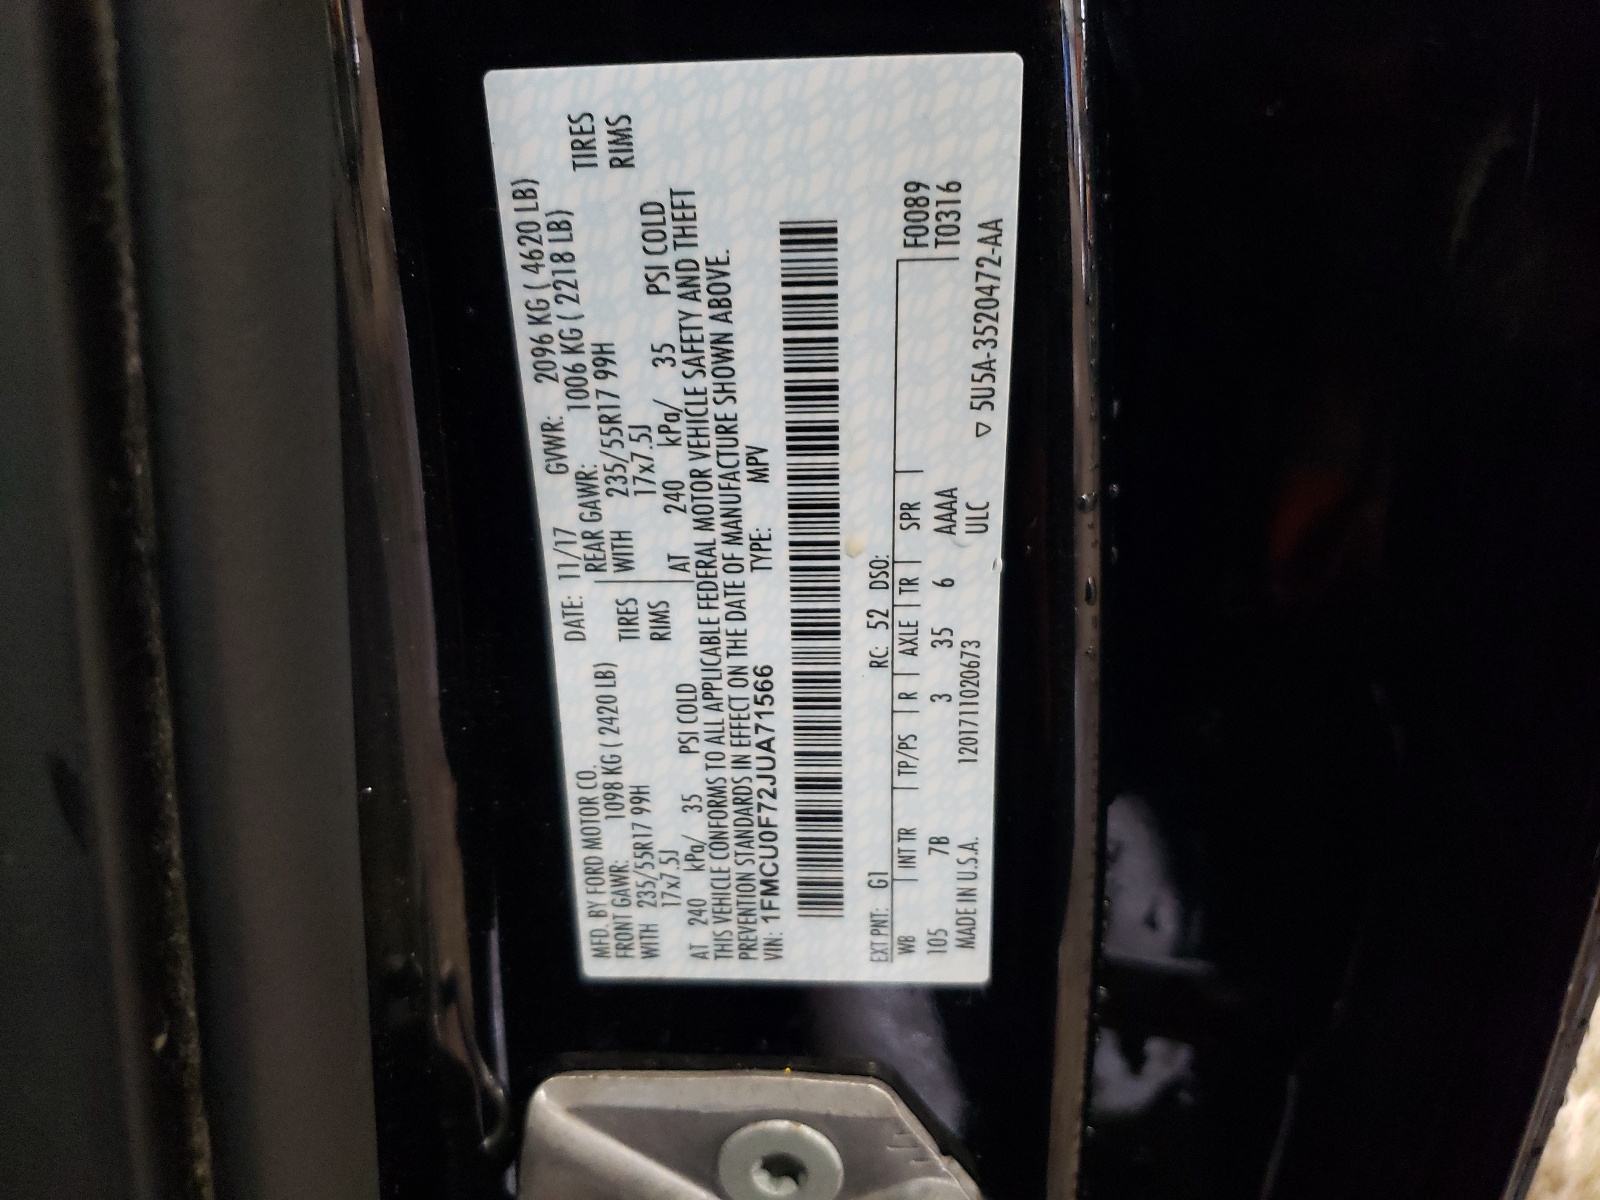 MFD. BY FORD MOTOR CO. DATE: 11/17 GVWR: 2096 KG ( 4620 LB)
FRONT GAWR: 1098 KG ( 2420 LB) REAR GAWR: 1006 KG ( 2218 LB)
WITH 235/55R17 99H TIRES WITH 235/55R17 99H TIRES
17x7.5J RIMS 17x7.5J RIMS
AT 240 kPa/ 35 PSI COLD AT 240 kPa/ 35 PSI COLD
THIS VEHICLE CONFORMS TO ALL APPLICABLE FEDERAL MOTOR VEHICLE SAFETY AND THEFT
PREVENTION STANDARDS IN EFFECT ON THE DATE OF MANUFACTURE SHOWN ABOVE.
VIN: 1FMCU0F72JUA71566 TYPE: MPV
EXT PNT: G1 RC: 52 DSO:
WB INT TR TP/PS R AXLE TR SPR F0089
105 7B 3 35 6 AAAA T0316
MADE IN U.S.A. 120171102067​3 ULC
▽ 5U5A-3520472-AA